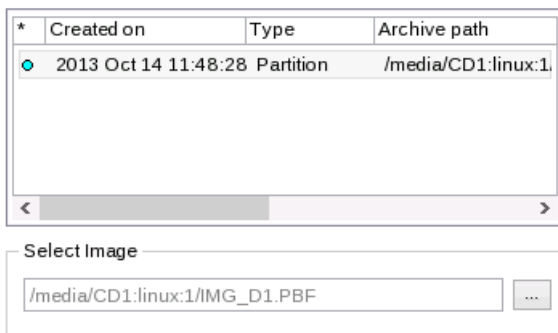 * Created on Type Archive path
2013 Oct 14 11:48:28 Partition /media/CD1:linux:1/
Select Image
/media/CD1:linux:1/IMG_D1.PBF ...